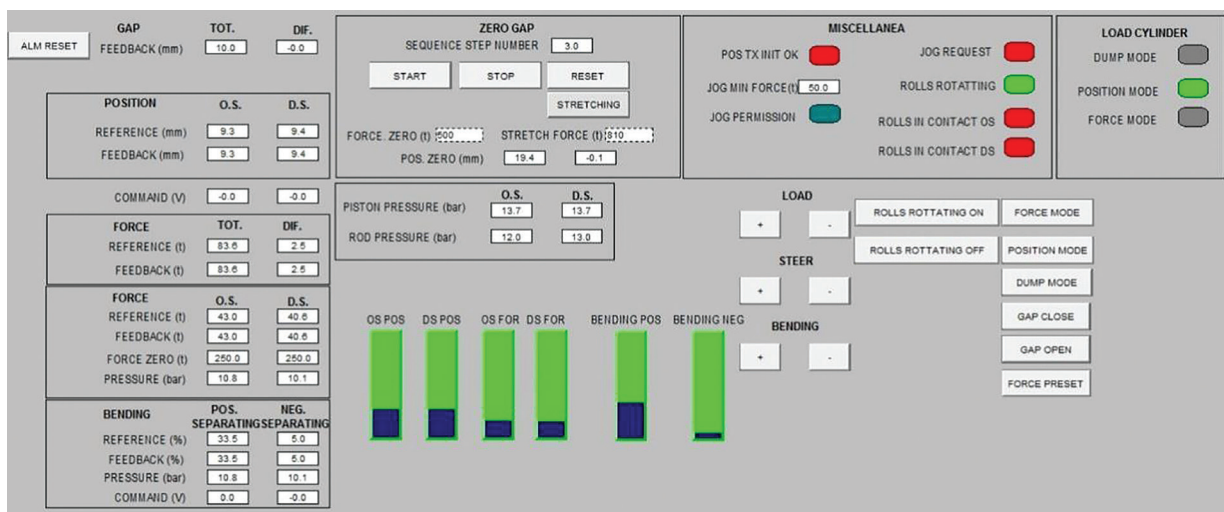 ALM RESET
GAP TOT. DIF.
FEEDBACK (mm) 10.0 -0.0
POSITION O.S. D.S.
REFERENCE (mm) 9.3 9.4
FEEDBACK (mm) 9.3 9.4
COMMAND (V) -0.0 -0.0
FORCE TOT. DIF.
REFERENCE (t) 83.6 2.5
FEEDBACK (t) 83.6 2.5
FORCE O.S. D.S.
REFERENCE (t) 43.0 40.6
FEEDBACK (t) 43.0 40.6
FORCE ZERO (t) 250.0 250.0
PRESSURE (bar) 10.8 10.1
BENDING POS. NEG.
SEPARATING SEPARATING
REFERENCE (%) 33.5 5.0
FEEDBACK (%) 33.5 5.0
PRESSURE (bar) 10.8 10.1
COMMAND (V) 0.0 -0.0
ZERO GAP
SEQUENCE STEP NUMBER 3.0
START STOP RESET
STRETCHING
FORCE. ZERO (t) 500 STRETCH FORCE (t) 810
POS. ZERO (mm) 19.4 -0.1
O.S. D.S.
PISTON PRESSURE (bar) 13.7 13.7
ROD PRESSURE (bar) 12.0 13.0
OS POS DS POS OS FOR DS FOR BENDING POS BENDING NEG
MISCELLANEA
POS TX INIT OK JOG REQUEST
JOG MIN FORCE(t) 50.0 ROLLS ROTATTING
JOG PERMISSION ROLLS IN CONTACT OS
ROLLS IN CONTACT DS
LOAD CYLINDER
DUMP MODE
POSITION MODE
FORCE MODE
LOAD
+ -
STEER
+ -
BENDING
+ -
ROLLS ROTTATING ON FORCE MODE
ROLLS ROTTATING OFF POSITION MODE
DUMP MODE
GAP CLOSE
GAP OPEN
FORCE PRESET